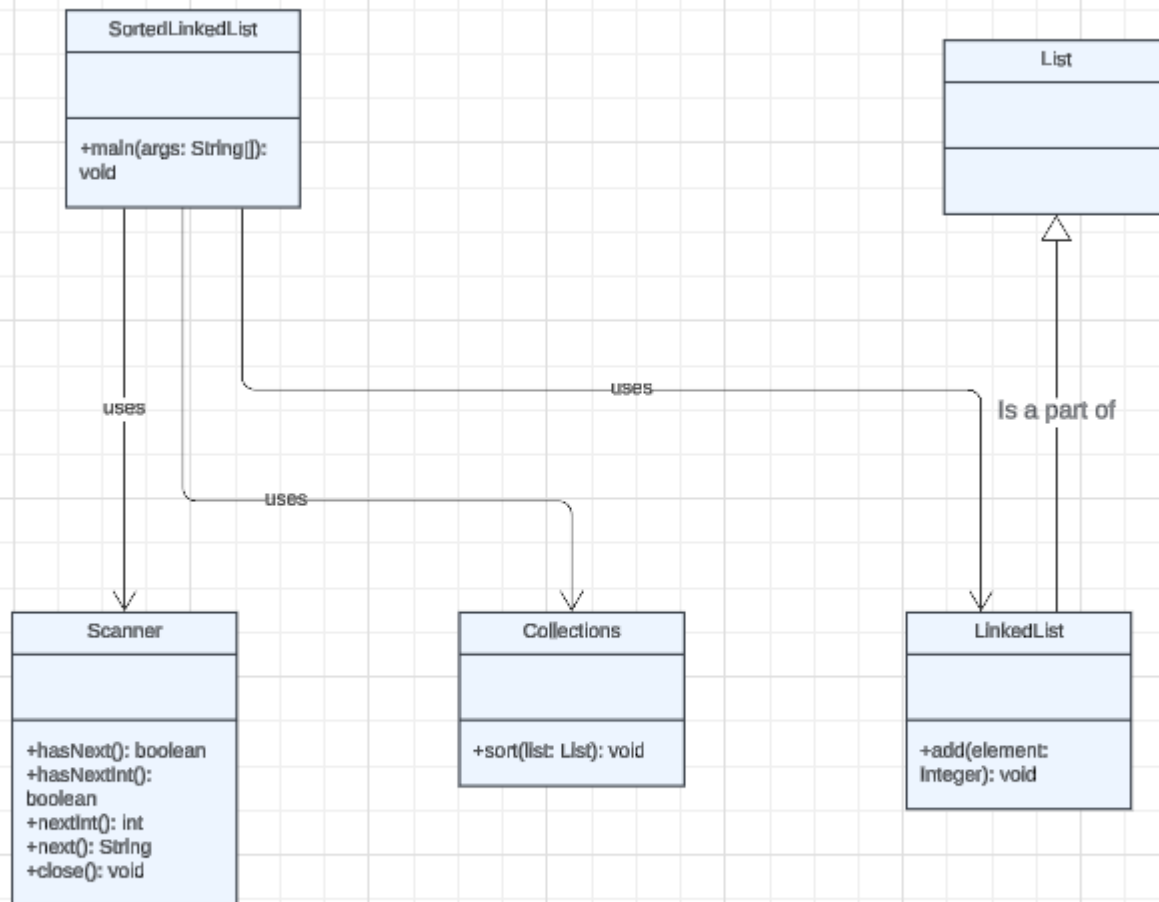 SortedLinkedList
+main(args: String[]):
void
List
uses
uses
uses
Is a part of
Scanner
+hasNext(): boolean
+hasNextInt():
boolean
+nextInt(): int
+next(): String
+close(): void
Collections
+sort(list: List): void
LinkedList
+add(element:
Integer): void